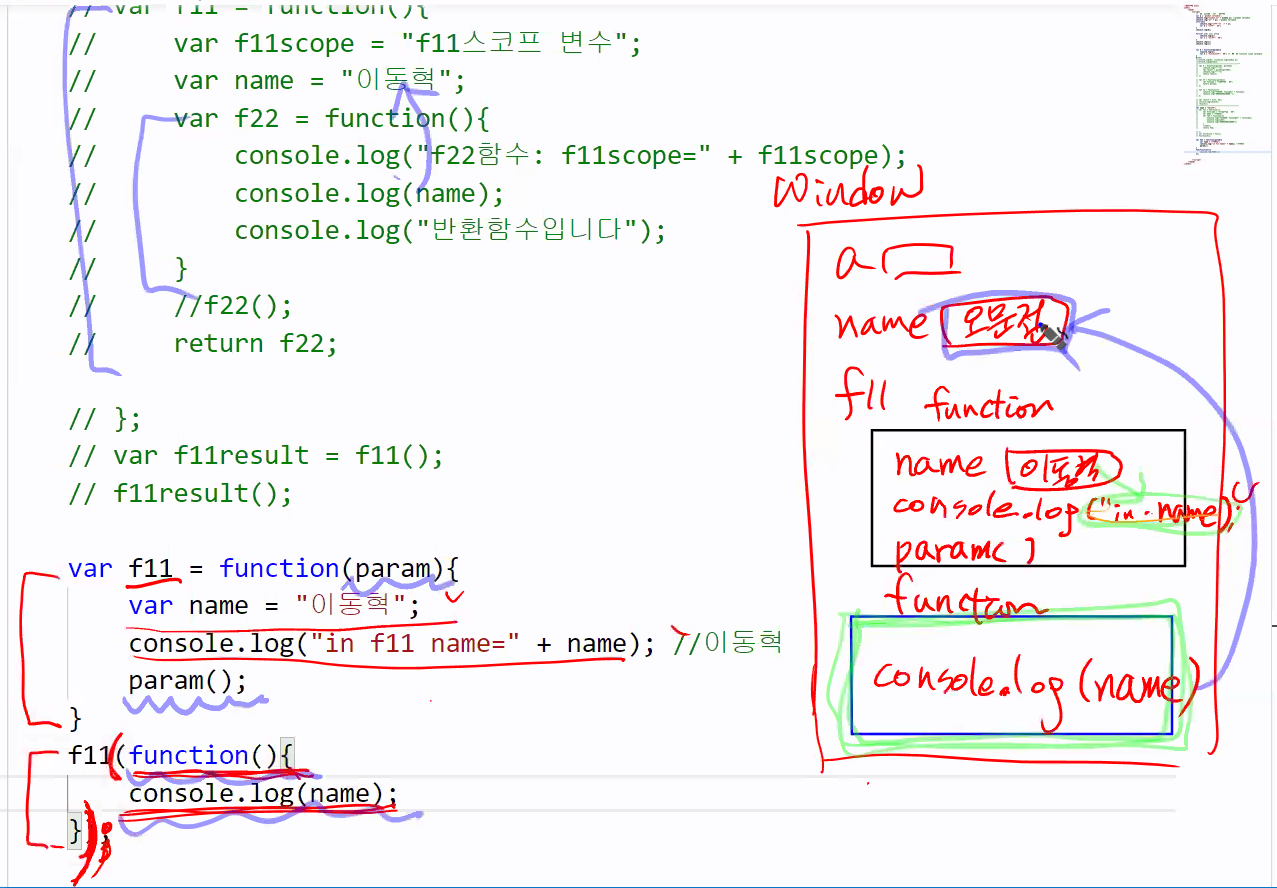 // var f11 = function(){
//     var f11scope = "f11스코프 변수";
//     var name = "이동혁";
//     var f22 = function(){
//         console.log("f22함수: f11scope=" + f11scope);
//         console.log(name);
//         console.log("반환함수입니다");
//     }
//     //f22();
//     return f22;
// };
// var f11result = f11();
// f11result();
var f11 = function(param){
    var name = "이동혁";
    console.log("in f11 name=" + name); //이동혁
    param();
}
f11(function(){
    console.log(name);
});
Window
a
name
f11
function
name 이동혁
console.log("in.. name);
param( )
function
console.log(name)